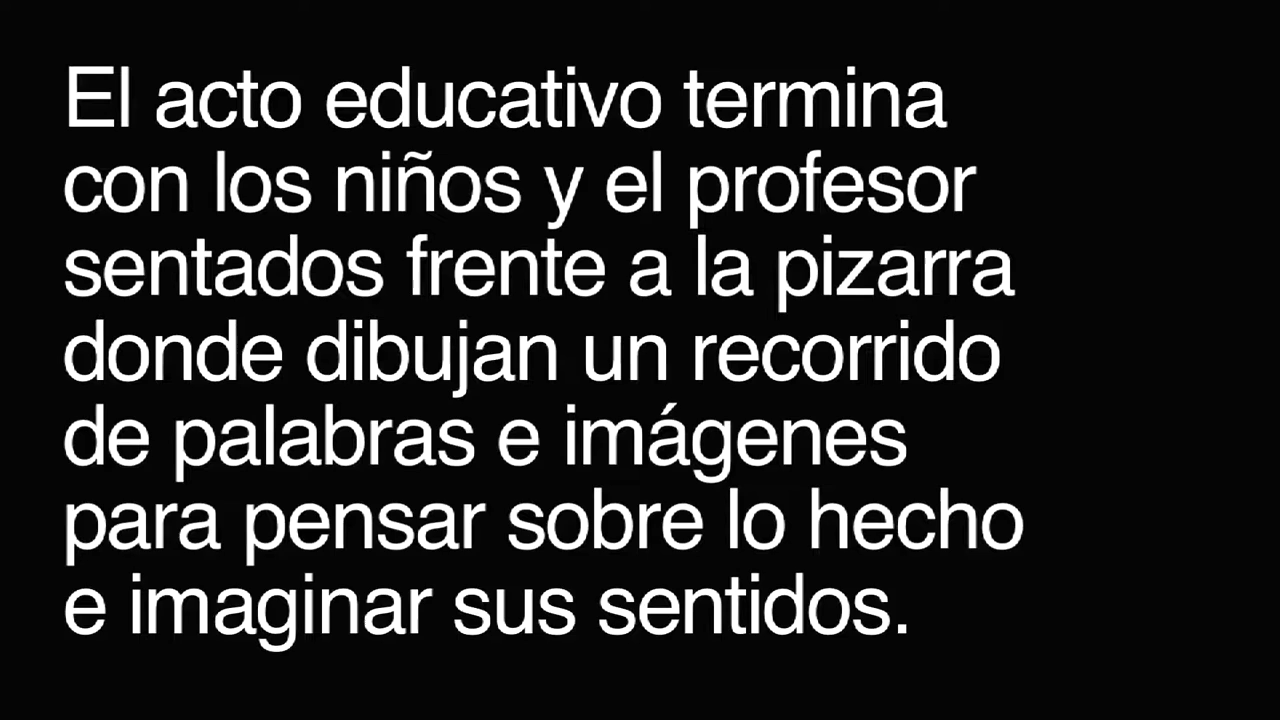 El acto educativo termina
con los niños y el profesor
sentados frente a la pizarra
donde dibujan un recorrido
de palabras e imágenes
para pensar sobre lo hecho
e imaginar sus sentidos.